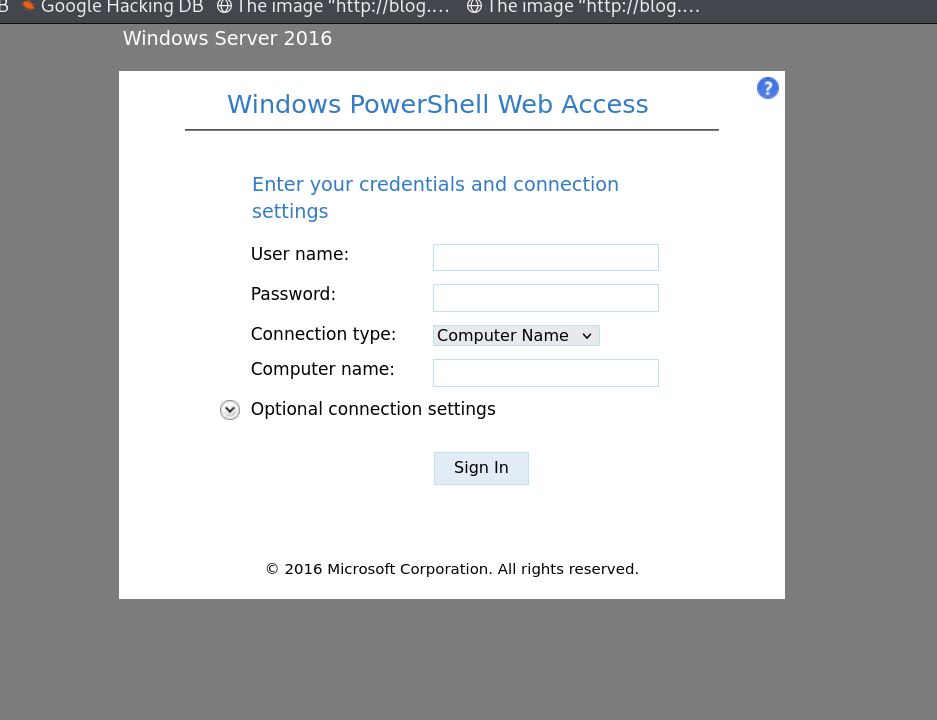 B Google Hacking DB The image "http://blog.... The image "http://blog....
Windows Server 2016
Windows PowerShell Web Access
Enter your credentials and connection
settings
User name:
Password:
Connection type: Computer Name
Computer name:
Optional connection settings
Sign In
© 2016 Microsoft Corporation. All rights reserved.